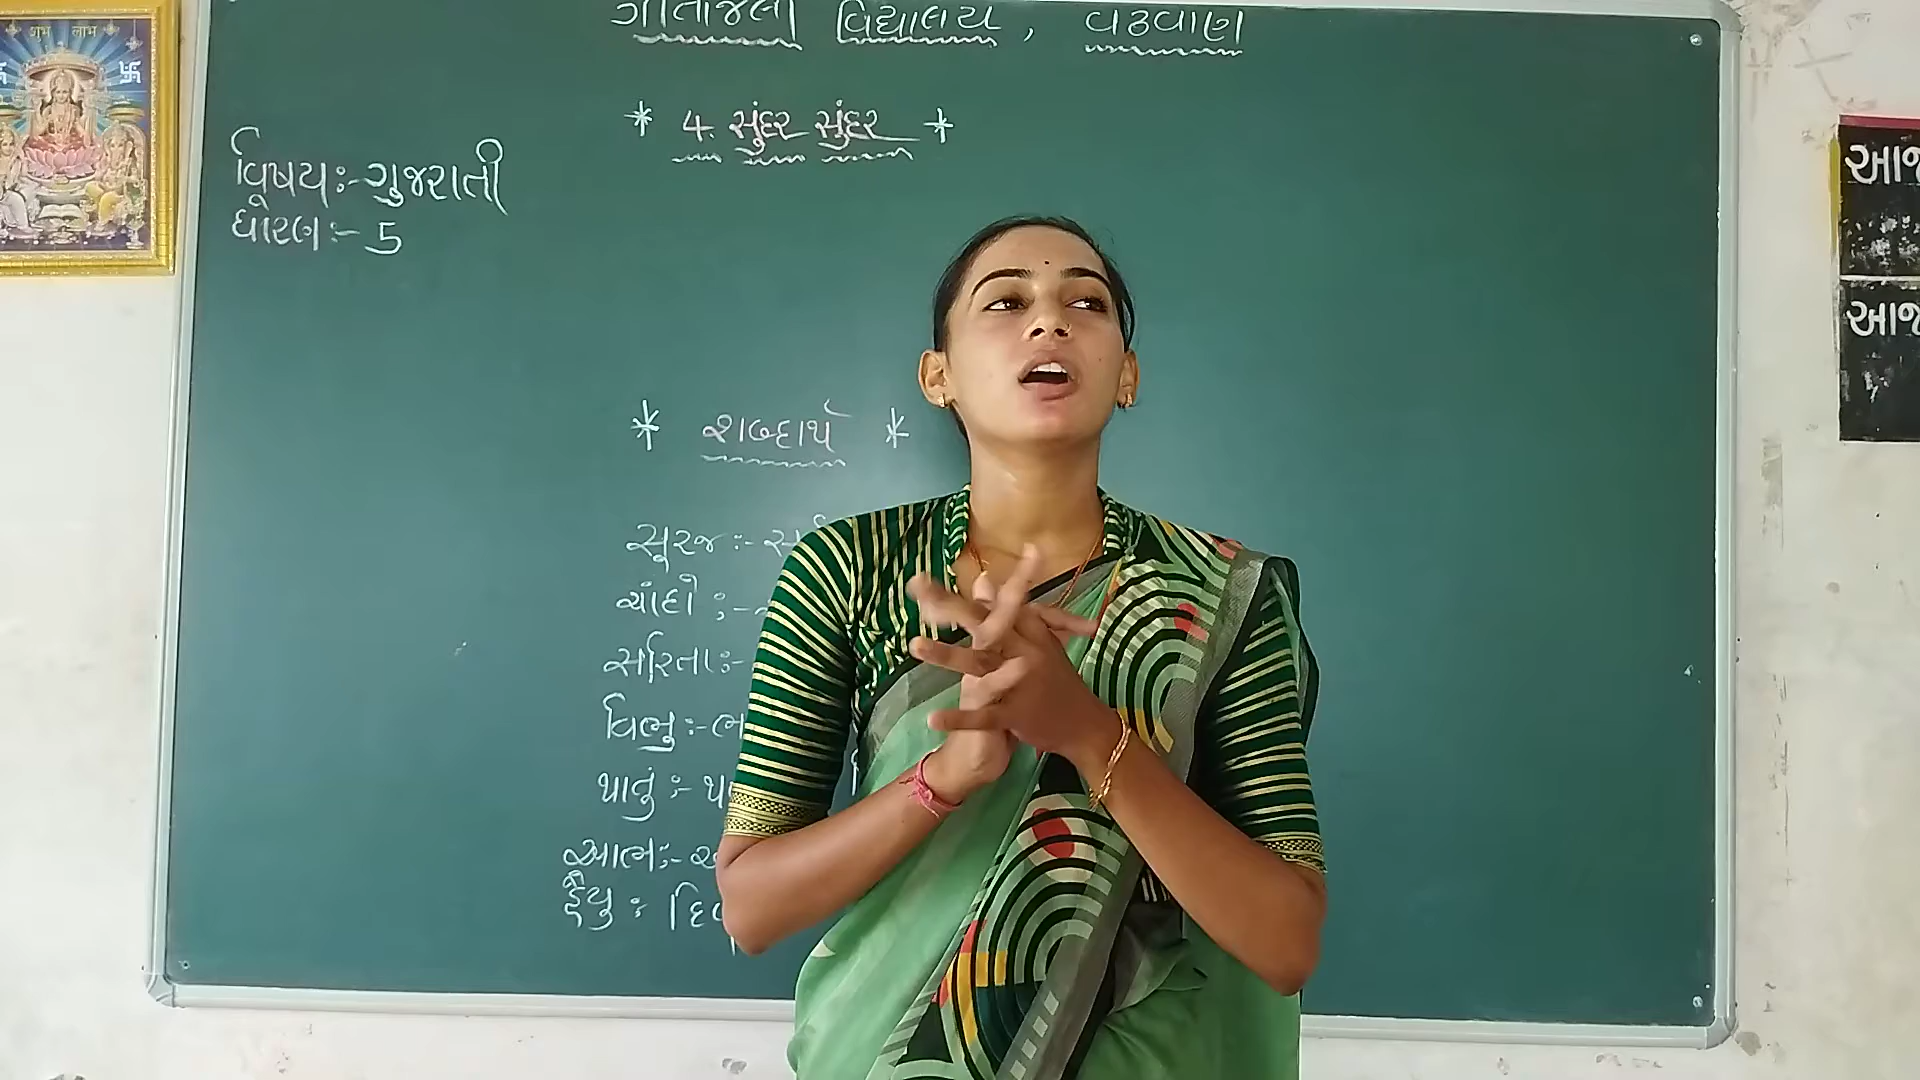 શુભ લાભ
ગીતાંજલી વિદ્યાલય, વઢવાણ
* 4. સુંદર સુંદર *
વિષય:- ગુજરાતી
ધોરણ:- 5
* શબ્દાર્થ *
સૂરજ :-
ચાંદો :-
સરિતા:-
વિભુ:-
પાનું :-
આભ:-
હૈયુ :
આજ
આજ